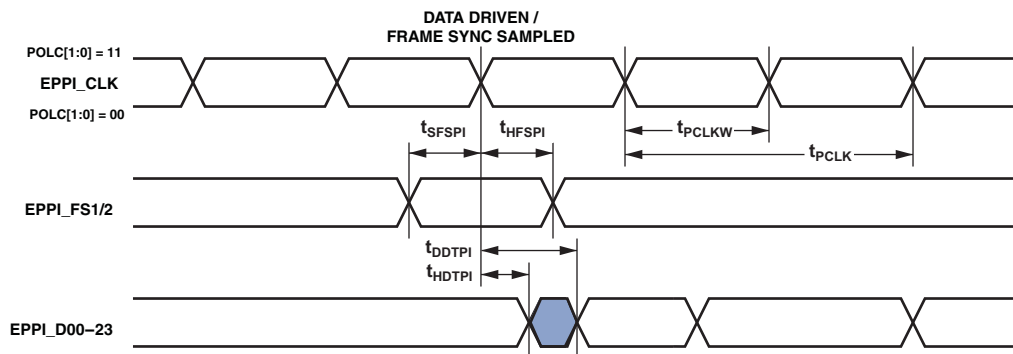 DATA DRIVEN /
FRAME SYNC SAMPLED
POLC[1:0] = 11
EPPI_CLK
POLC[1:0] = 00
tSFSPI
tHFSPI
tPCLKW
tPCLK
EPPI_FS1/2
tDDTPI
tHDTPI
EPPI_D00–23